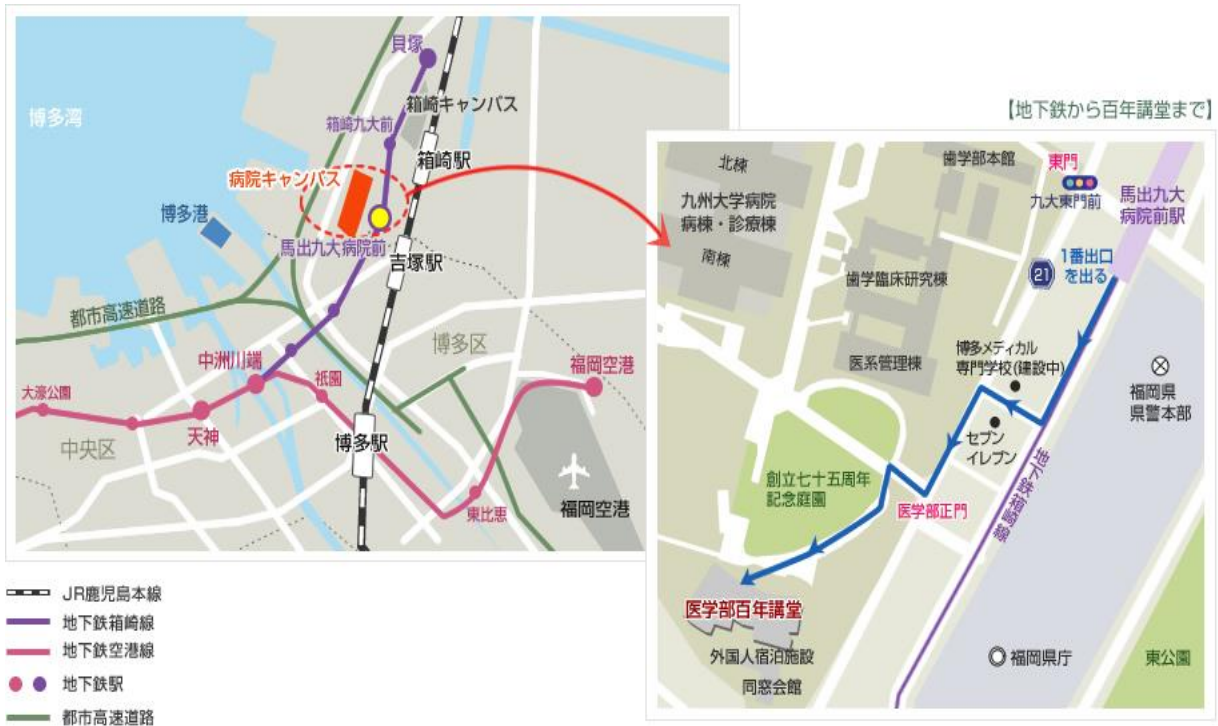 貝塚
箱崎キャンパス
博多湾
箱崎九大前
箱崎駅
病院キャンパス
博多港
馬出九大病院前
吉塚駅
都市高速道路
博多区
中洲川端
祇園
福岡空港
大濠公園
天神
中央区
博多駅
東比恵
福岡空港
JR鹿児島本線
地下鉄箱崎線
地下鉄空港線
地下鉄駅
都市高速道路
【地下鉄から百年講堂まで】
北棟
歯学部本館
東門
九州大学病院
病棟・診療棟
九大東門前
馬出九大
病院前駅
南棟
1番出口
を出る
21
歯学臨床研究棟
博多メディカル
専門学校(建設中)
医系管理棟
福岡県
県警本部
セブン
イレブン
地下鉄箱崎線
創立七十五周年
記念庭園
医学部正門
医学部百年講堂
外国人宿泊施設
同窓会館
福岡県庁
東公園